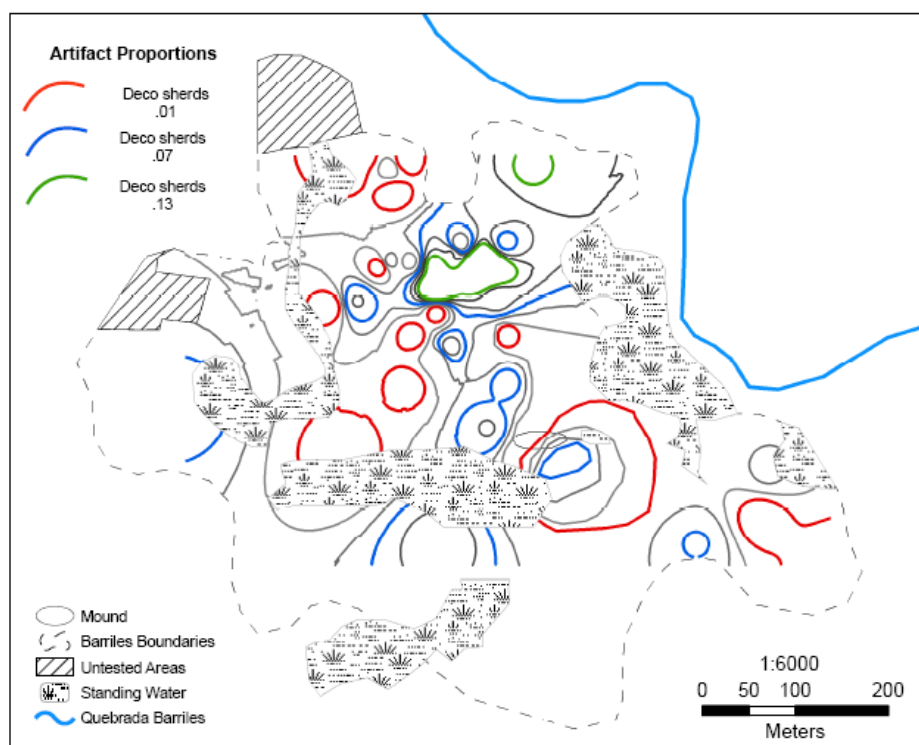 Artifact Proportions
Deco sherds
.01
Deco sherds
.07
Deco sherds
.13
Mound
Barriles Boundaries
Untested Areas
Standing Water
Quebrada Barriles
1:6000
0 50 100 200
Meters